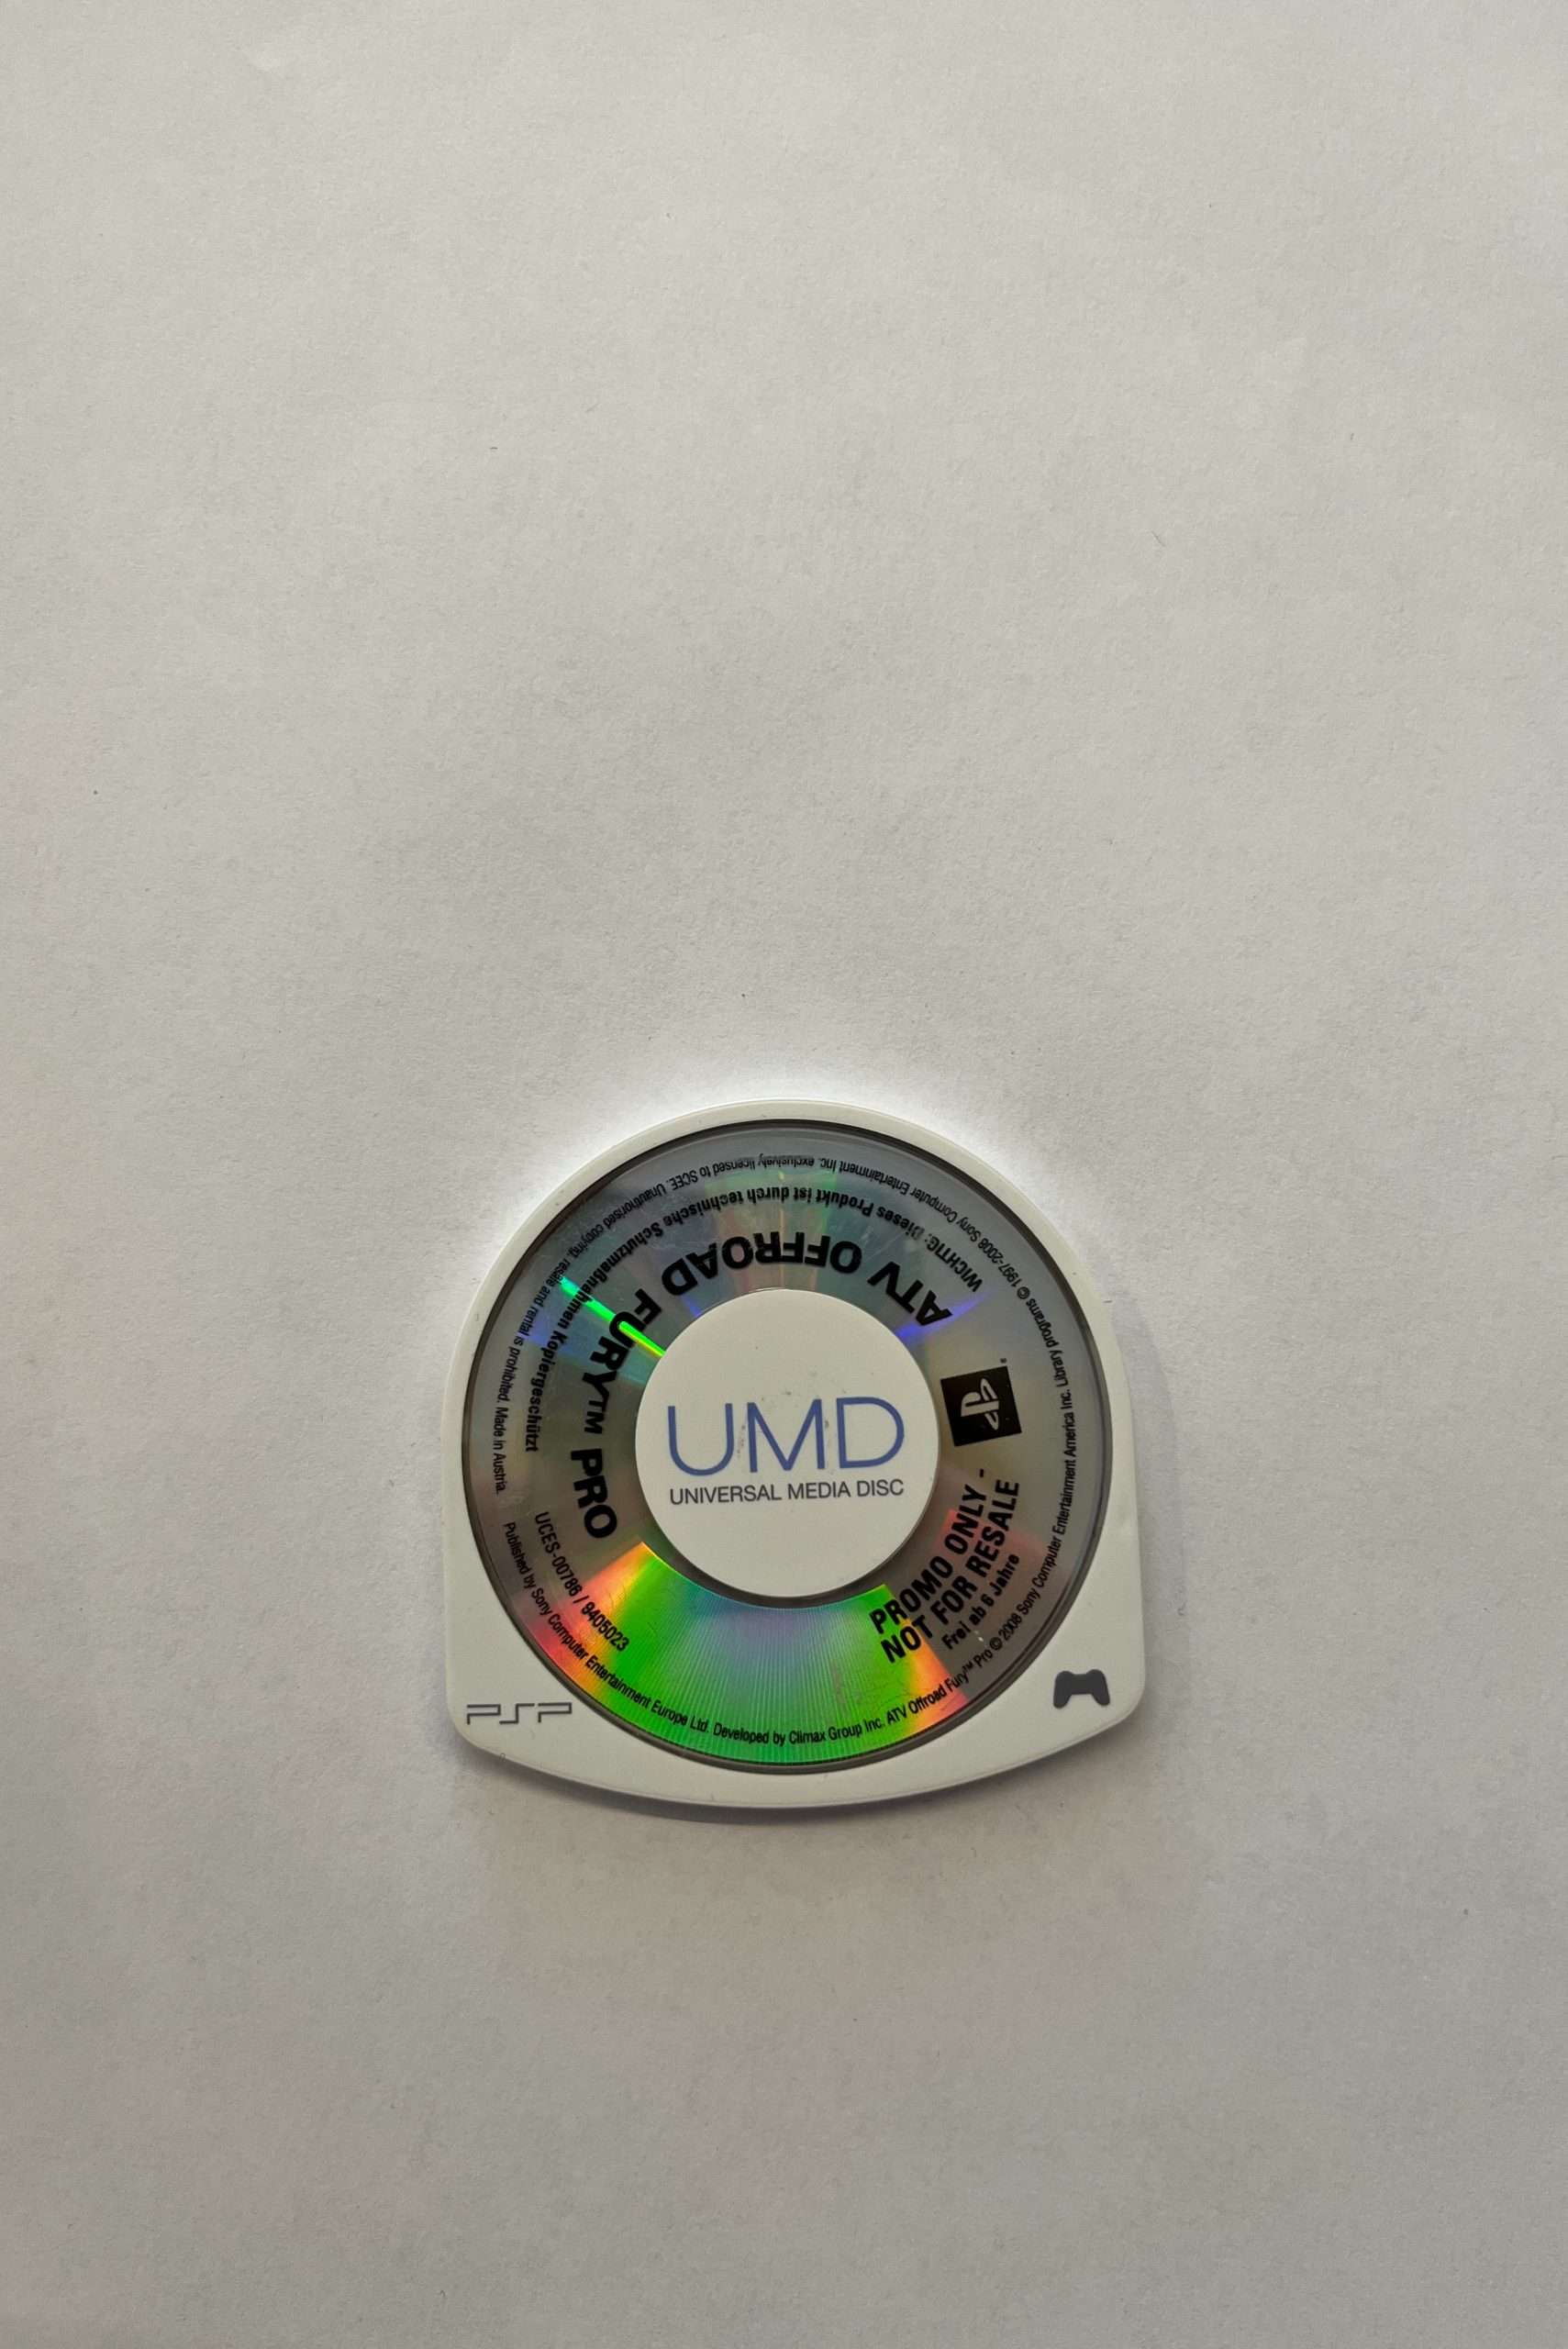 ATV OFFROAD FURY™ PRO
WICHTIG: Dieses Produkt ist durch technische Schutzmaßnahmen Kopiergeschützt
UMD
UNIVERSAL MEDIA DISC
PROMO ONLY -
NOT FOR RESALE
Frei ab 6 Jahre
UCES-00786 / 9405023
Published by Sony Computer Entertainment Europe Ltd. Developed by Climax Group Inc. ATV Offroad Fury™ Pro © 2008 Sony Computer Entertainment America Inc. Library programs © 1997-2008 Sony Computer Entertainment Inc. exclusively licensed to SCEE. Unauthorised copying, resale and rental is prohibited. Made in Austria.
PSP